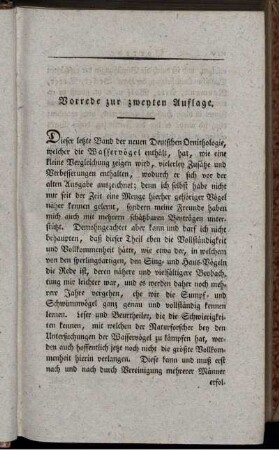 Vorrede zur zweyten Auflage.
Dieser letzte Band der neuen Deutschen Ornithologie,
welcher die Wasservögel enthält, hat, wie eine
kleine Vergleichung zeigen wird, vielerley Zusätze und
Verbesserungen enthalten, wodurch er sich vor der
alten Ausgabe auszeichnet; denn ich selbst habe nicht
nur seit der Zeit eine Menge hierher gehöriger Vögel
näher kennen gelernt, sondern meine Freunde haben
mich auch mit mehrern schätzbaren Beyträgen unter-
stützt. Demohngeachtet aber kann und darf ich nicht
behaupten, daß dieser Theil eben die Vollständigkeit
und Vollkommenheit hätte, wie etwa der, in welchem
von den sperlingsartigen, den Sing- und Haus-Vögeln
die Rede ist, deren nähere und vielfältigere Beobach-
tung mir leichter war, und es werden daher noch meh-
rere Jahre vergehen, ehe wir die Sumpf- und
Schwimmvögel ganz genau und vollständig kennen
lernen. Leser und Beurtheiler, die die Schwierigkei-
ten kennen, mit welchen der Naturforscher bey den
Untersuchungen der Wasservögel zu kämpfen hat, wer-
den auch hoffentlich jetzt noch nicht die größte Vollkom-
menheit hierin verlangen. Diese kann und muß erst
nach und nach durch Vereinigung mehrerer Männer
erfol-